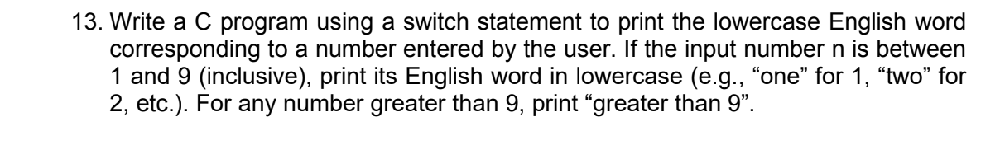 13. Write a C program using a switch statement to print the lowercase English word
corresponding to a number entered by the user. If the input number n is between
1 and 9 (inclusive), print its English word in lowercase (e.g., “one” for 1, “two” for
2, etc.). For any number greater than 9, print “greater than 9”.